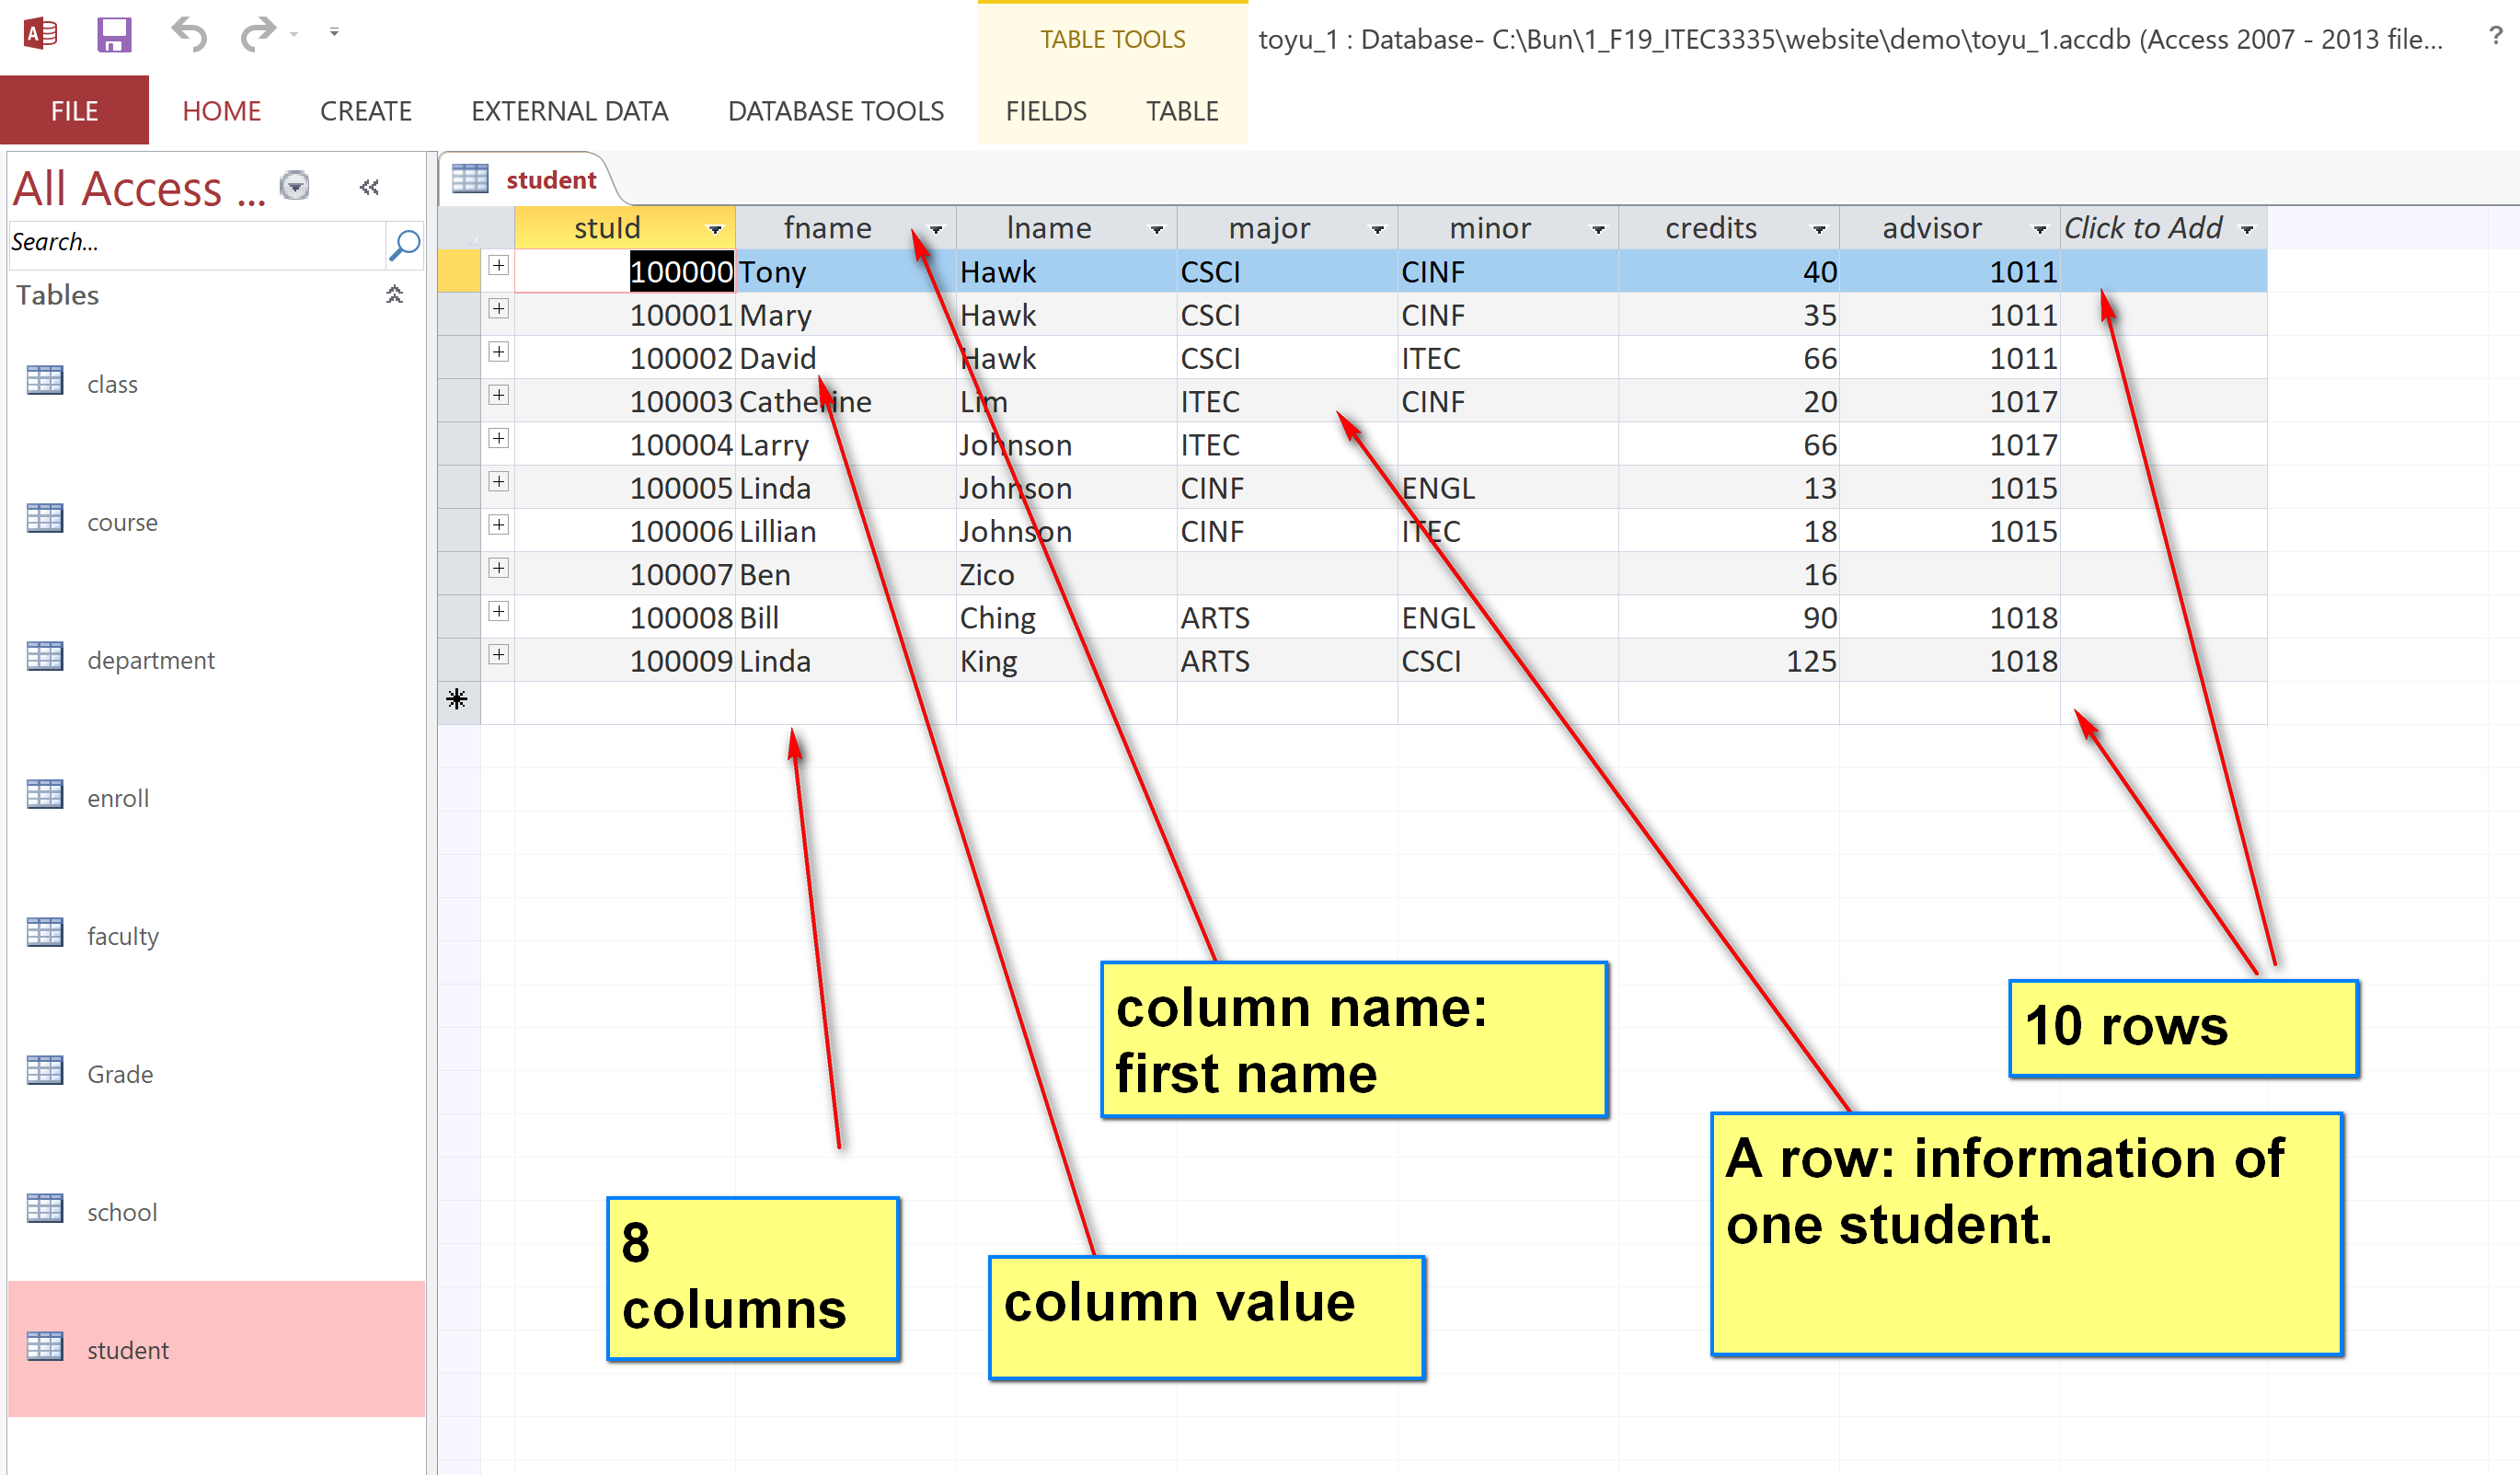 TABLE TOOLS
toyu_1 : Database- C:\Bun\1_F19_ITEC3335\website\demo\toyu_1.accdb (Access 2007 - 2013 file...
?
FILE HOME CREATE EXTERNAL DATA DATABASE TOOLS FIELDS TABLE
All Access ...
Search...
Tables
class
course
department
enroll
faculty
Grade
school
student
student
stuId fname lname major minor credits advisor Click to Add
100000 Tony Hawk CSCI CINF 40 1011
100001 Mary Hawk CSCI CINF 35 1011
100002 David Hawk CSCI ITEC 66 1011
100003 Catherine Lim ITEC CINF 20 1017
100004 Larry Johnson ITEC 66 1017
100005 Linda Johnson CINF ENGL 13 1015
100006 Lillian Johnson CINF ITEC 18 1015
100007 Ben Zico 16
100008 Bill Ching ARTS ENGL 90 1018
100009 Linda King ARTS CSCI 125 1018
column name:
first name
10 rows
A row: information of
one student.
8
columns
column value